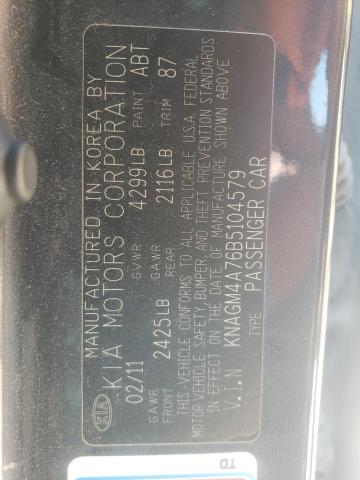 MANUFACTURED IN KOREA BY
KIA MOTORS CORPORATION
02/11 GVWR 4299LB PAINT ABT
GAWR FRONT 2425LB GAWR REAR 2116LB TRIM 87
THIS VEHICLE CONFORMS TO ALL APPLICABLE U.S.A. FEDERAL
MOTOR VEHICLE SAFETY, BUMPER, AND THEFT PREVENTION STANDARDS
IN EFFECT ON THE DATE OF MANUFACTURE SHOWN ABOVE
V.I.N KNAGM4A76B5104579
TYPE PASSENGER CAR
KIA
TD